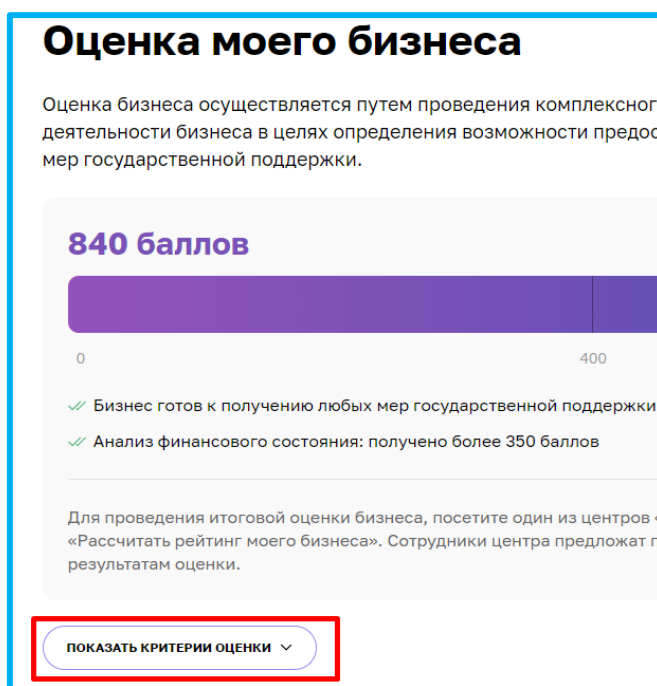 Оценка моего бизнеса
Оценка бизнеса осуществляется путем проведения
деятельности бизнеса в целях определения возможности
мер государственной поддержки.
840 баллов
0
400
Бизнес готов к получению любых мер государственной поддержки
Анализ финансового состояния: получено более 350 баллов
Для проведения итоговой оценки бизнеса, посетите один из центров «
«Рассчитать рейтинг моего бизнеса». Сотрудники центра предложат
результатам оценки.
ПОКАЗАТЬ КРИТЕРИИ ОЦЕНКИ